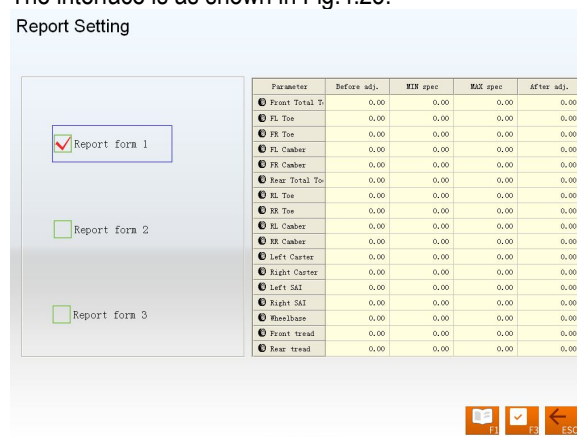 Report Setting
Report form 1
Report form 2
Report form 3
Parameter Before adj. MIN spec MAX spec After adj.
Front Total T 0.00 0.00 0.00 0.00
FL Toe 0.00 0.00 0.00 0.00
FR Toe 0.00 0.00 0.00 0.00
FL Camber 0.00 0.00 0.00 0.00
FR Camber 0.00 0.00 0.00 0.00
Rear Total To 0.00 0.00 0.00 0.00
RL Toe 0.00 0.00 0.00 0.00
RR Toe 0.00 0.00 0.00 0.00
RL Camber 0.00 0.00 0.00 0.00
RR Camber 0.00 0.00 0.00 0.00
Left Caster 0.00 0.00 0.00 0.00
Right Caster 0.00 0.00 0.00 0.00
Left SAI 0.00 0.00 0.00 0.00
Right SAI 0.00 0.00 0.00 0.00
Wheelbase 0.00 0.00 0.00 0.00
Front tread 0.00 0.00 0.00 0.00
Rear tread 0.00 0.00 0.00 0.00
F1 F3 ESC